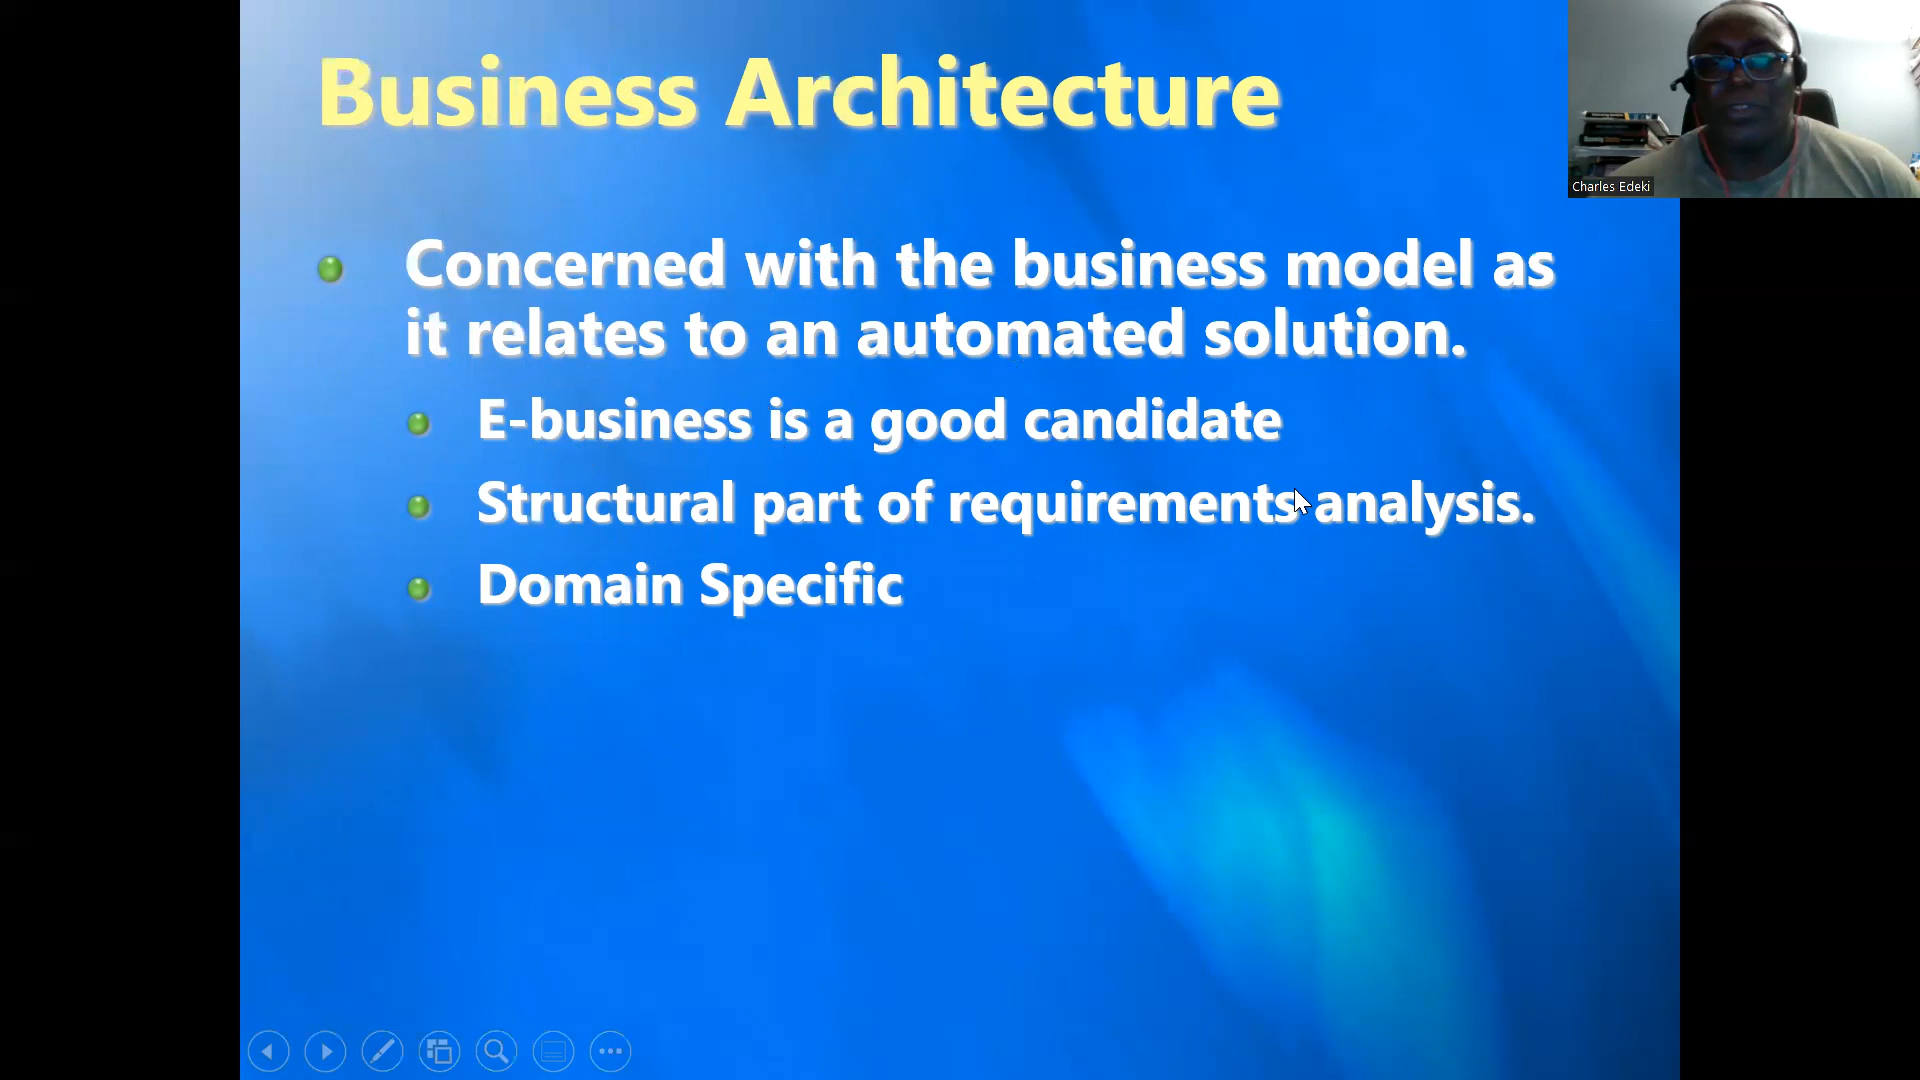 Business Architecture
Charles Edeki
Concerned with the business model as
it relates to an automated solution.
E-business is a good candidate
Structural part of requirements analysis.
Domain Specific